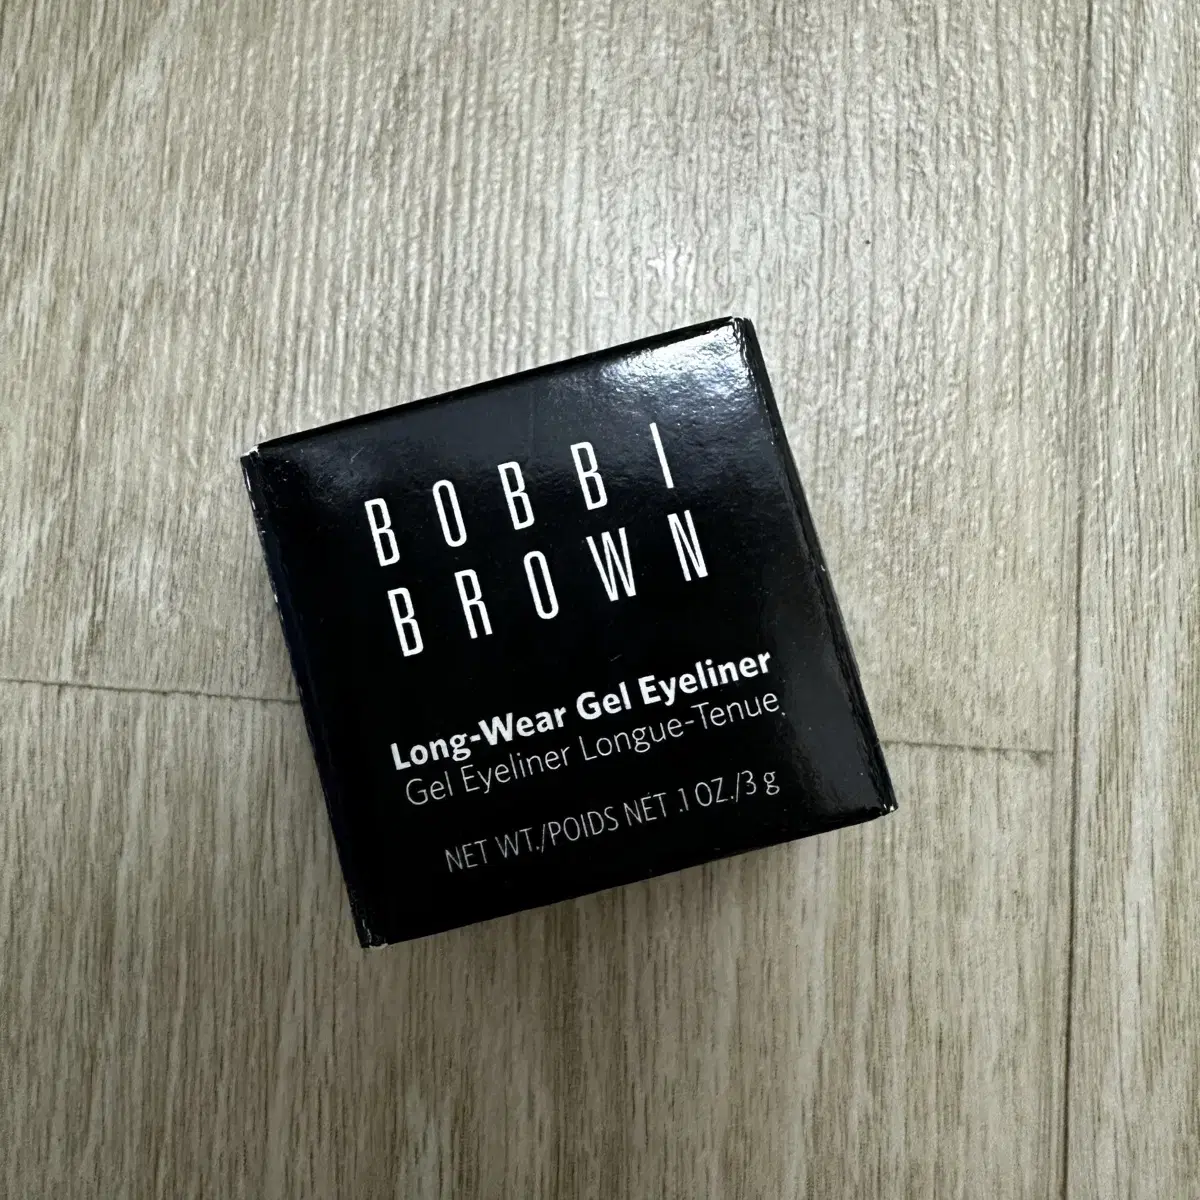 BOBBI
BROWN
Long-Wear Gel Eyeliner
Gel Eyeliner Longue-Tenue
NET WT./POIDS NET .1 OZ./3 g